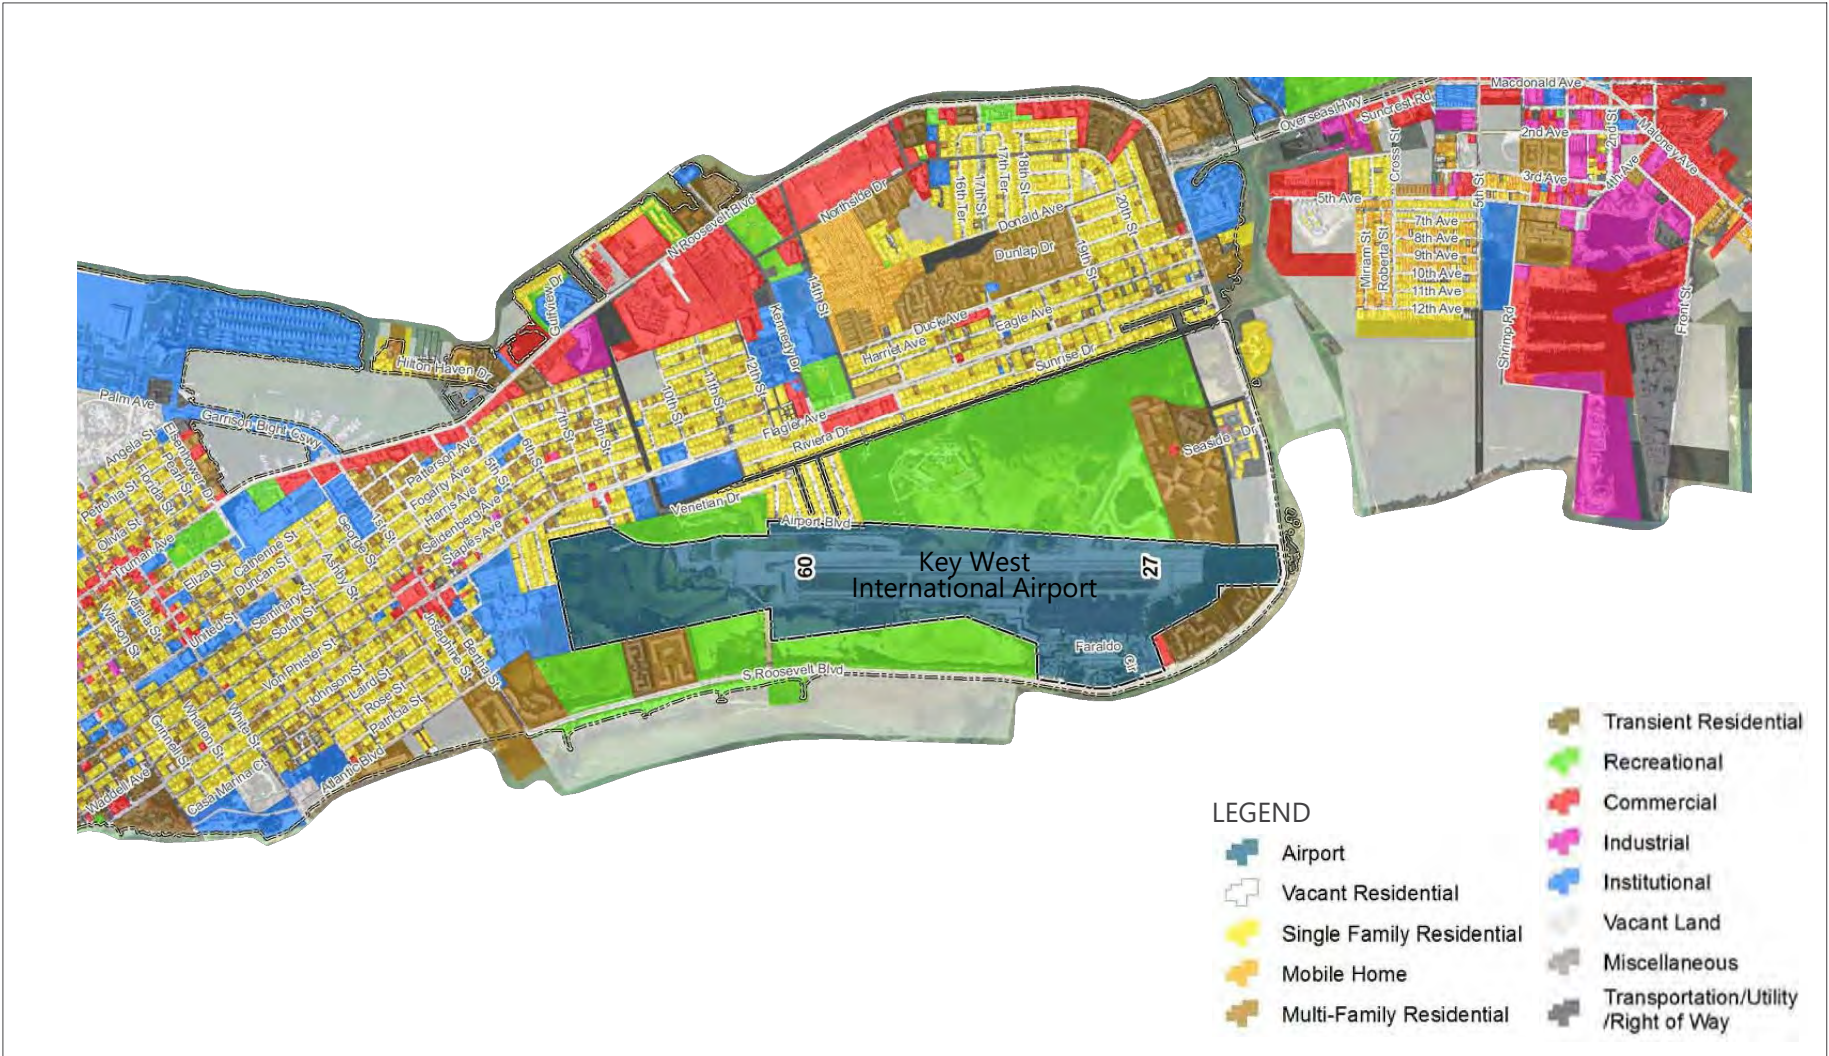 Macdonald Ave
Overseas Hwy
Suncrest Rd
2nd Ave
2nd St
Maloney Ave
Cross St
3rd Ave
4th Ave
5th St
5th Ave
17th Ter
18th St
16th Ter
17th St
Northside Dr
N Roosevelt Blvd
Donald Ave
20th St
Dunlap Dr
19th St
7th Ave
8th Ave
9th Ave
10th Ave
11th Ave
12th Ave
Miriam St
Roberta St
Shrimp Rd
Front St
14th St
Kennedy Dr
Duck Ave
Eagle Ave
Harriet Ave
Sunrise Dr
Hilton Haven Dr
12th St
11th St
10th St
Flagler Ave
Riviera Dr
Seaside Dr
Palm Ave
Garrison Bight Cswy
Angela St
Eisenhower Dr
Pearl St
Florida St
Petronia St
Olivia St
Truman Ave
7th St
8th St
6th St
5th St
Patterson Ave
Fogarty Ave
Harris Ave
Seidenberg Ave
Staples Ave
1st St
George St
Venetian Dr
Airport Blvd
09
27
Key West
International Airport
Eliza St
Catherine St
Duncan St
Ashby St
Varela St
Watson St
United St
Seminary St
South St
Von Phister St
Josephine St
Bertha St
Johnson St
Laird St
Rose St
Patricia St
Faraldo
Cir
S Roosevelt Blvd
Grinnell St
Whalton St
White St
Casa Marina Ct
Atlantic Blvd
Waddell Ave
LEGEND
Airport
Vacant Residential
Single Family Residential
Mobile Home
Multi-Family Residential
Transient Residential
Recreational
Commercial
Industrial
Institutional
Vacant Land
Miscellaneous
Transportation/Utility
/Right of Way